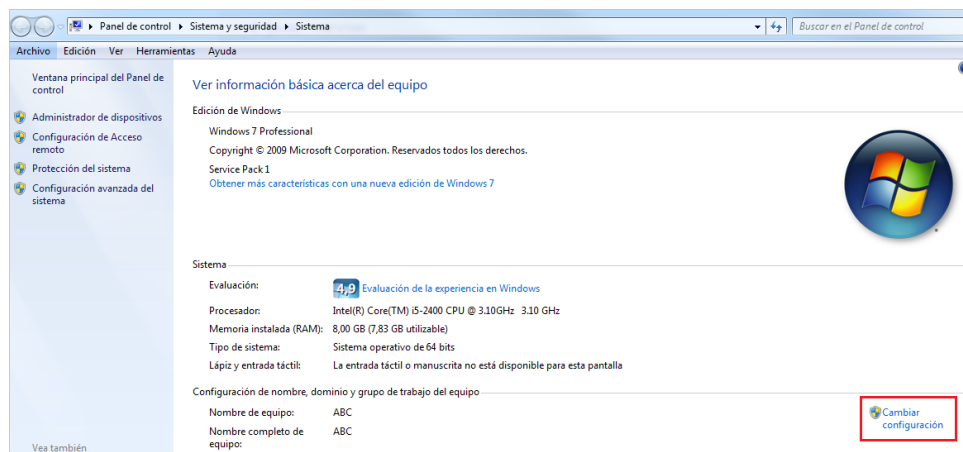 Panel de control ▸ Sistema y seguridad ▸ Sistema
Buscar en el Panel de control
Archivo Edición Ver Herramientas Ayuda
Ventana principal del Panel de
control
Administrador de dispositivos
Configuración de Acceso
remoto
Protección del sistema
Configuración avanzada del
sistema
Vea también
Ver información básica acerca del equipo
Edición de Windows
Windows 7 Professional
Copyright © 2009 Microsoft Corporation. Reservados todos los derechos.
Service Pack 1
Obtener más características con una nueva edición de Windows 7
Sistema
Evaluación: 4,9 Evaluación de la experiencia en Windows
Procesador: Intel(R) Core(TM) i5-2400 CPU @ 3.10GHz 3.10 GHz
Memoria instalada (RAM): 8,00 GB (7,83 GB utilizable)
Tipo de sistema: Sistema operativo de 64 bits
Lápiz y entrada táctil: La entrada táctil o manuscrita no está disponible para esta pantalla
Configuración de nombre, dominio y grupo de trabajo del equipo
Nombre de equipo: ABC
Nombre completo de ABC
equipo:
Cambiar
configuración